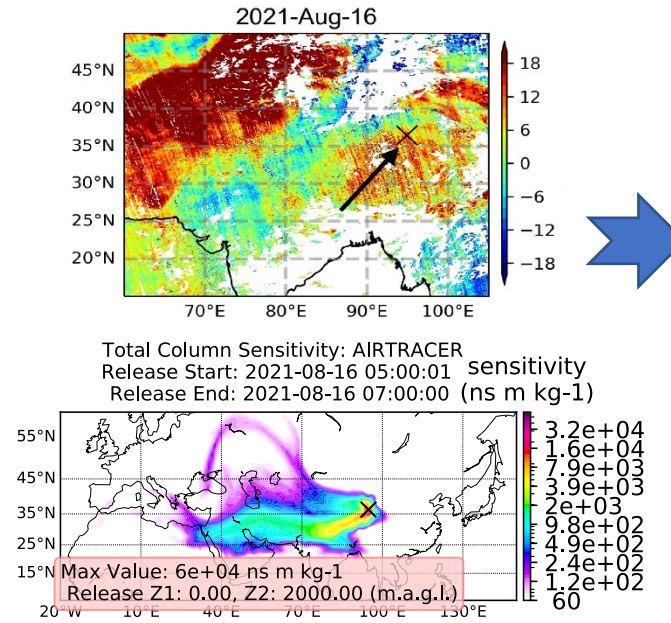 2021-Aug-16
45°N
40°N
35°N
30°N
25°N
20°N
70°E
80°E
90°E
100°E
18
12
6
0
−6
−12
−18
Total Column Sensitivity: AIRTRACER
Release Start: 2021-08-16 05:00:01
Release End: 2021-08-16 07:00:00
sensitivity
(ns m kg-1)
55°N
45°N
35°N
25°N
15°N
20°W
10°E
40°E
70°E
100°E
130°E
Max Value: 6e+04 ns m kg-1
Release Z1: 0.00, Z2: 2000.00 (m.a.g.l.)
3.2e+04
1.6e+04
7.9e+03
3.9e+03
2e+03
9.8e+02
4.9e+02
2.4e+02
1.2e+02
60